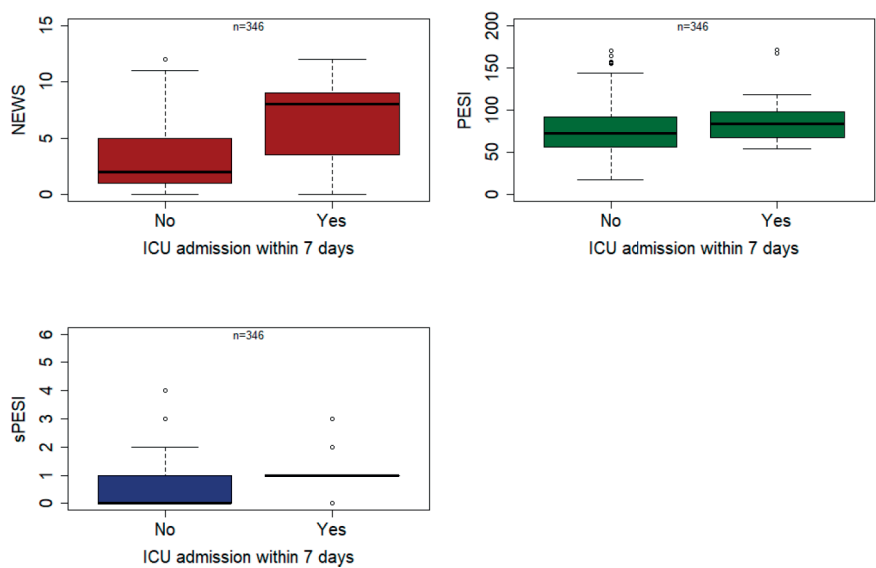 n=346
15
10
5
0
NEWS
No
Yes
ICU admission within 7 days
n=346
200
150
100
50
0
PESI
No
Yes
ICU admission within 7 days
n=346
6
5
4
3
2
1
0
sPESI
No
Yes
ICU admission within 7 days